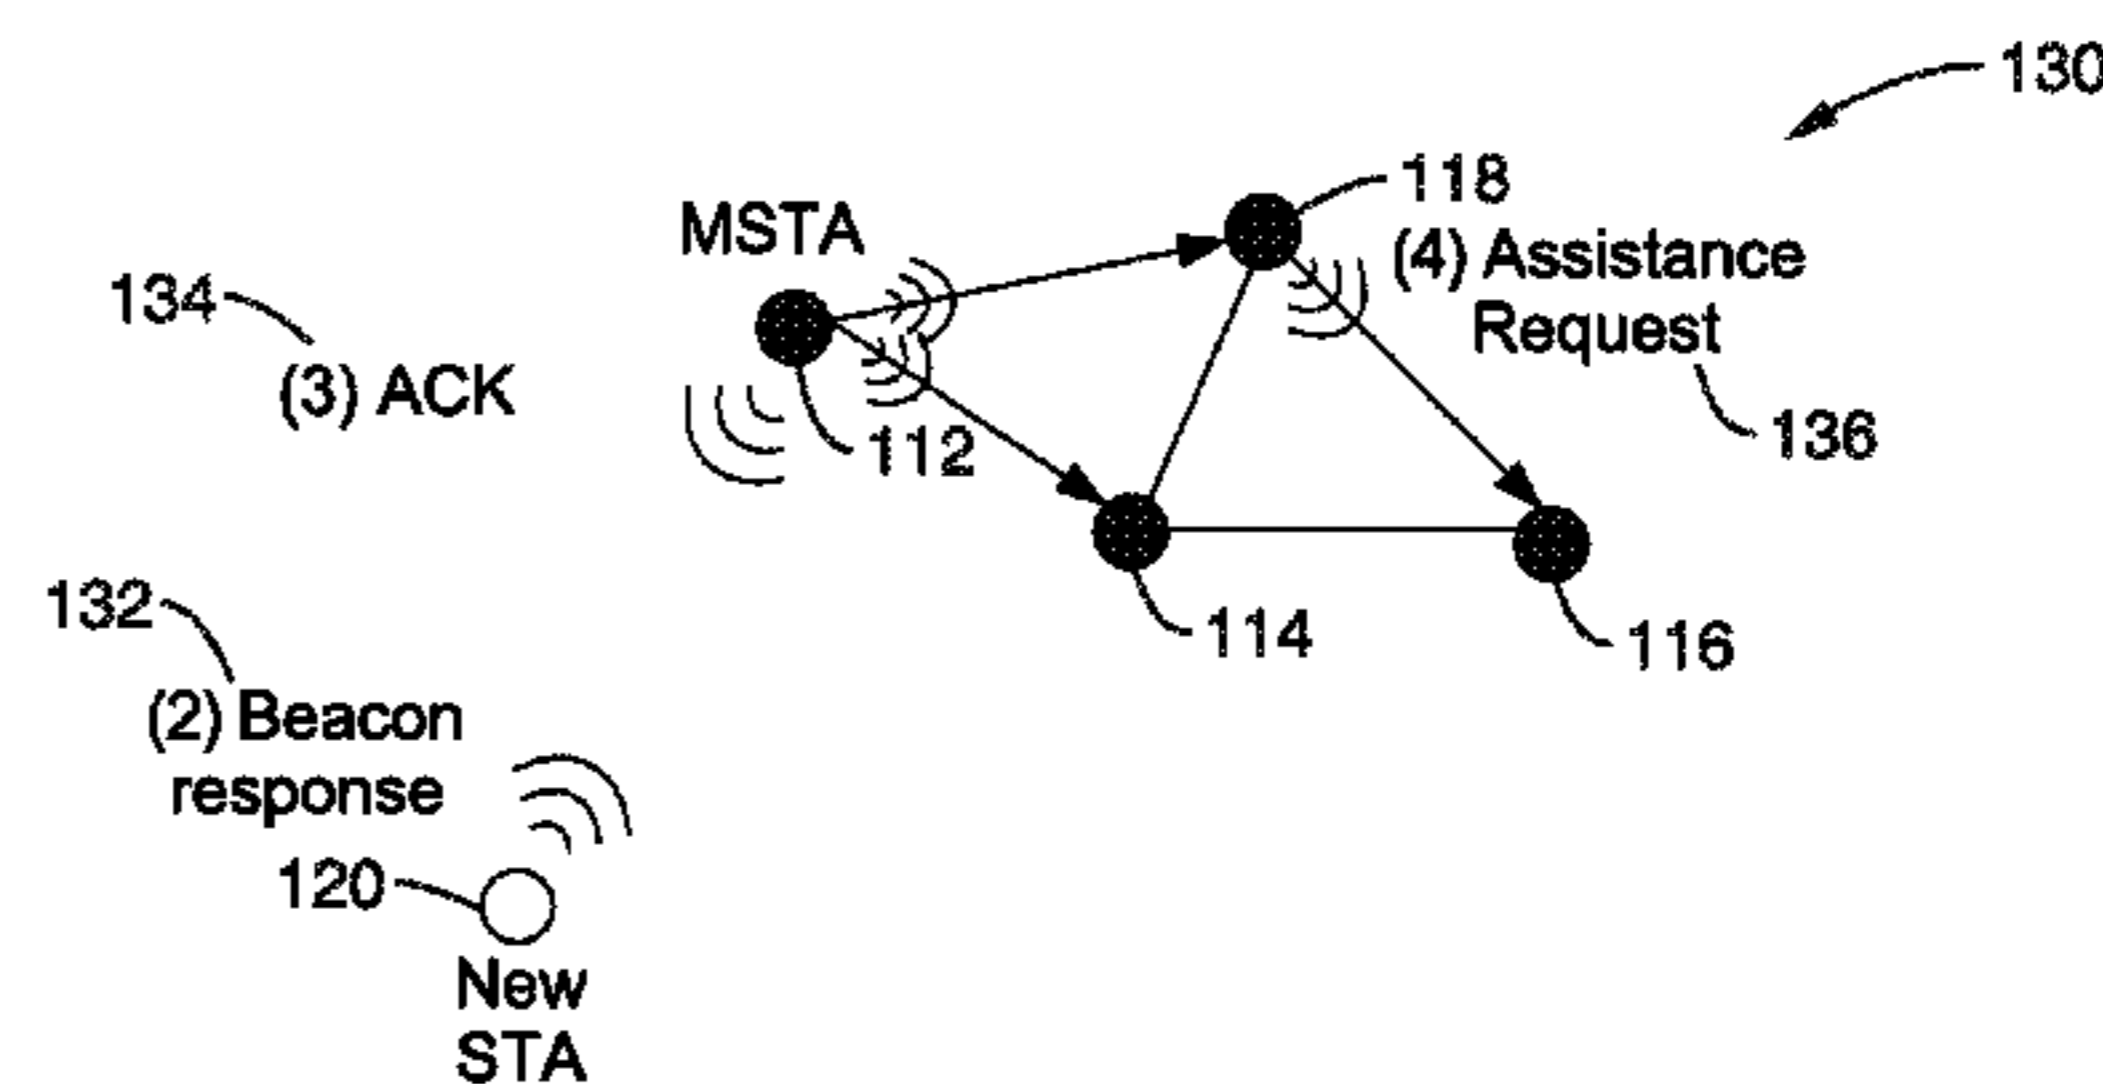 130
118
MSTA
(4) Assistance
Request
134
(3) ACK
112
136
132
114
116
(2) Beacon
response
120
New
STA